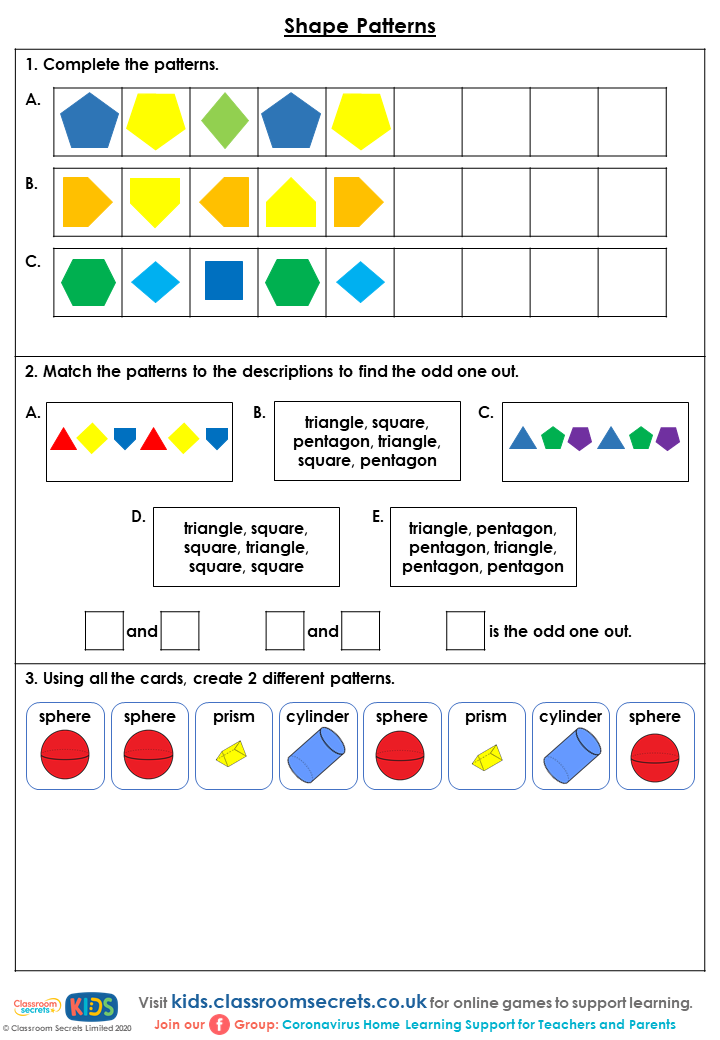 Shape Patterns
1. Complete the patterns.
A.
B.
C.
2. Match the patterns to the descriptions to find the odd one out.
A.
B.
triangle, square,
pentagon, triangle,
square, pentagon
C.
D.
triangle, square,
square, triangle,
square, square
E.
triangle, pentagon,
pentagon, triangle,
pentagon, pentagon
and
and
is the odd one out.
3. Using all the cards, create 2 different patterns.
sphere sphere prism cylinder sphere prism cylinder sphere
Classroom
secrets
KIDS
© Classroom Secrets Limited 2020
Visit kids.classroomsecrets.co.uk for online games to support learning.
Join our f Group: Coronavirus Home Learning Support for Teachers and Parents